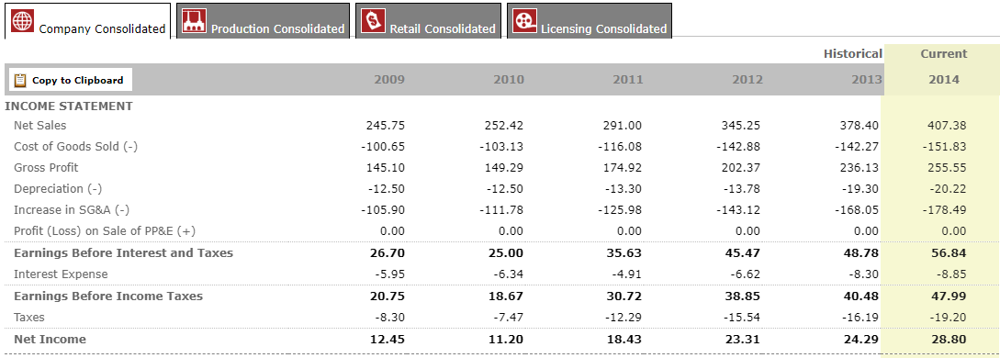 Company Consolidated Production Consolidated Retail Consolidated Licensing Consolidated
Historical Current
Copy to Clipboard 2009 2010 2011 2012 2013 2014
INCOME STATEMENT
Net Sales 245.75 252.42 291.00 345.25 378.40 407.38
Cost of Goods Sold (-) -100.65 -103.13 -116.08 -142.88 -142.27 -151.83
Gross Profit 145.10 149.29 174.92 202.37 236.13 255.55
Depreciation (-) -12.50 -12.50 -13.30 -13.78 -19.30 -20.22
Increase in SG&A (-) -105.90 -111.78 -125.98 -143.12 -168.05 -178.49
Profit (Loss) on Sale of PP&E (+) 0.00 0.00 0.00 0.00 0.00 0.00
Earnings Before Interest and Taxes 26.70 25.00 35.63 45.47 48.78 56.84
Interest Expense -5.95 -6.34 -4.91 -6.62 -8.30 -8.85
Earnings Before Income Taxes 20.75 18.67 30.72 38.85 40.48 47.99
Taxes -8.30 -7.47 -12.29 -15.54 -16.19 -19.20
Net Income 12.45 11.20 18.43 23.31 24.29 28.80